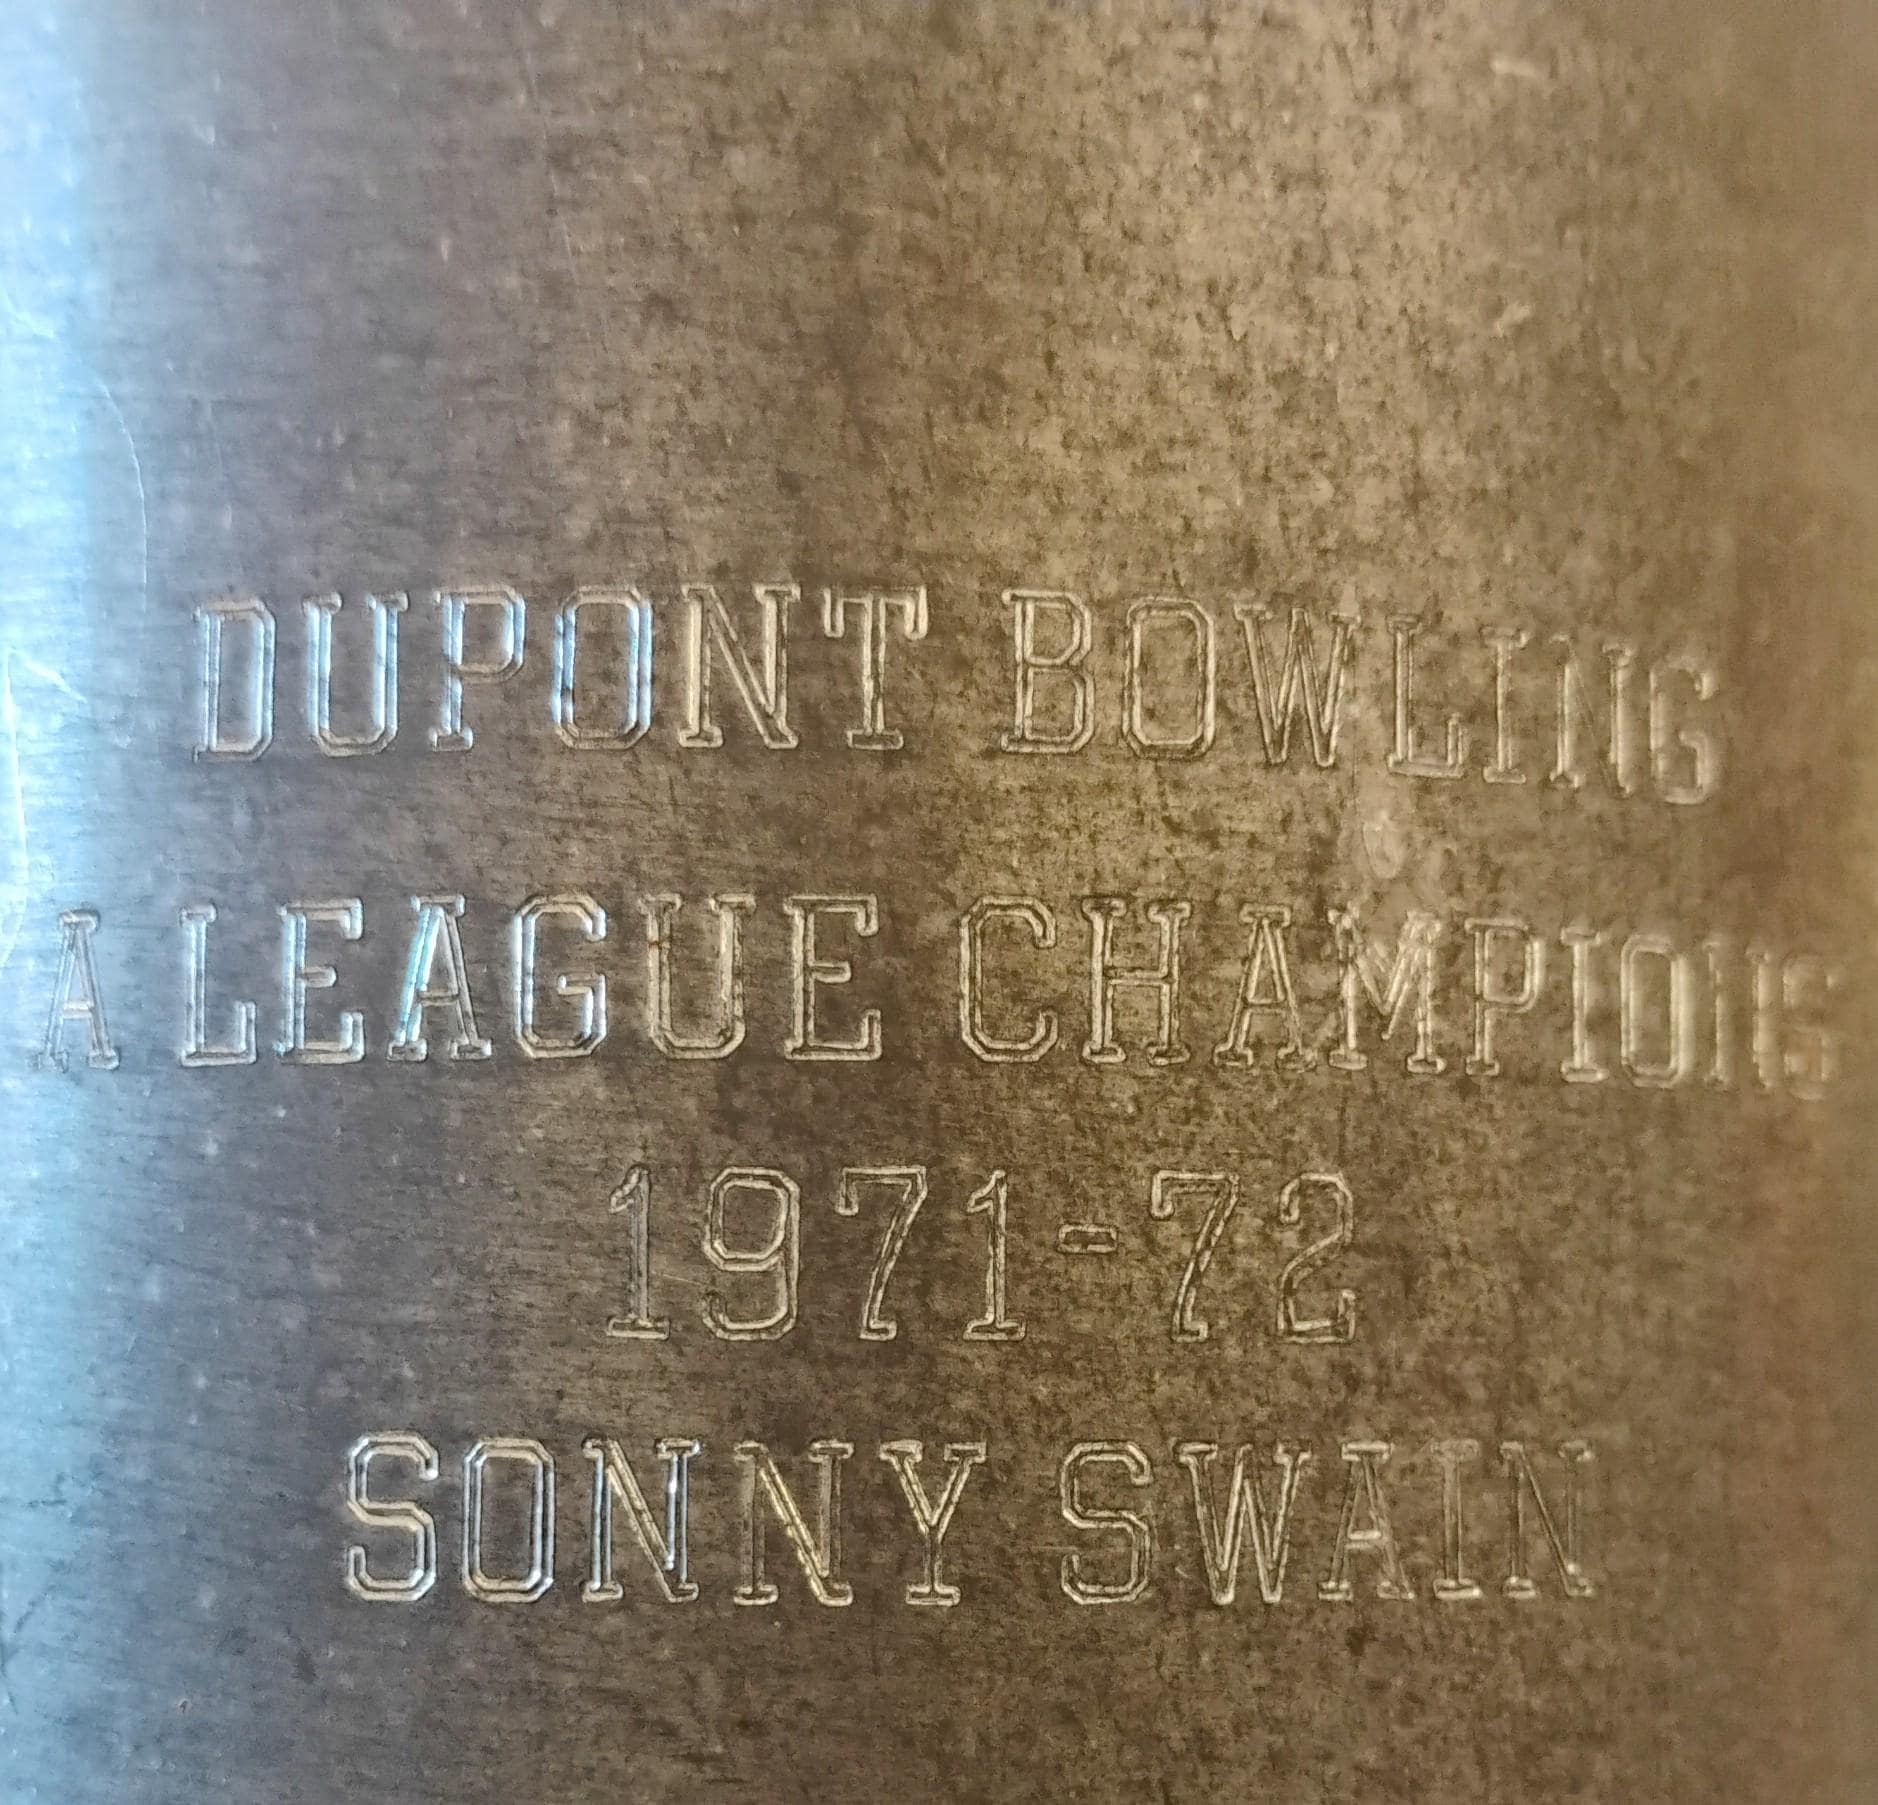 DUPONT BOWLING
A LEAGUE CHAMPIONS
1971-72
SONNY SWAIN